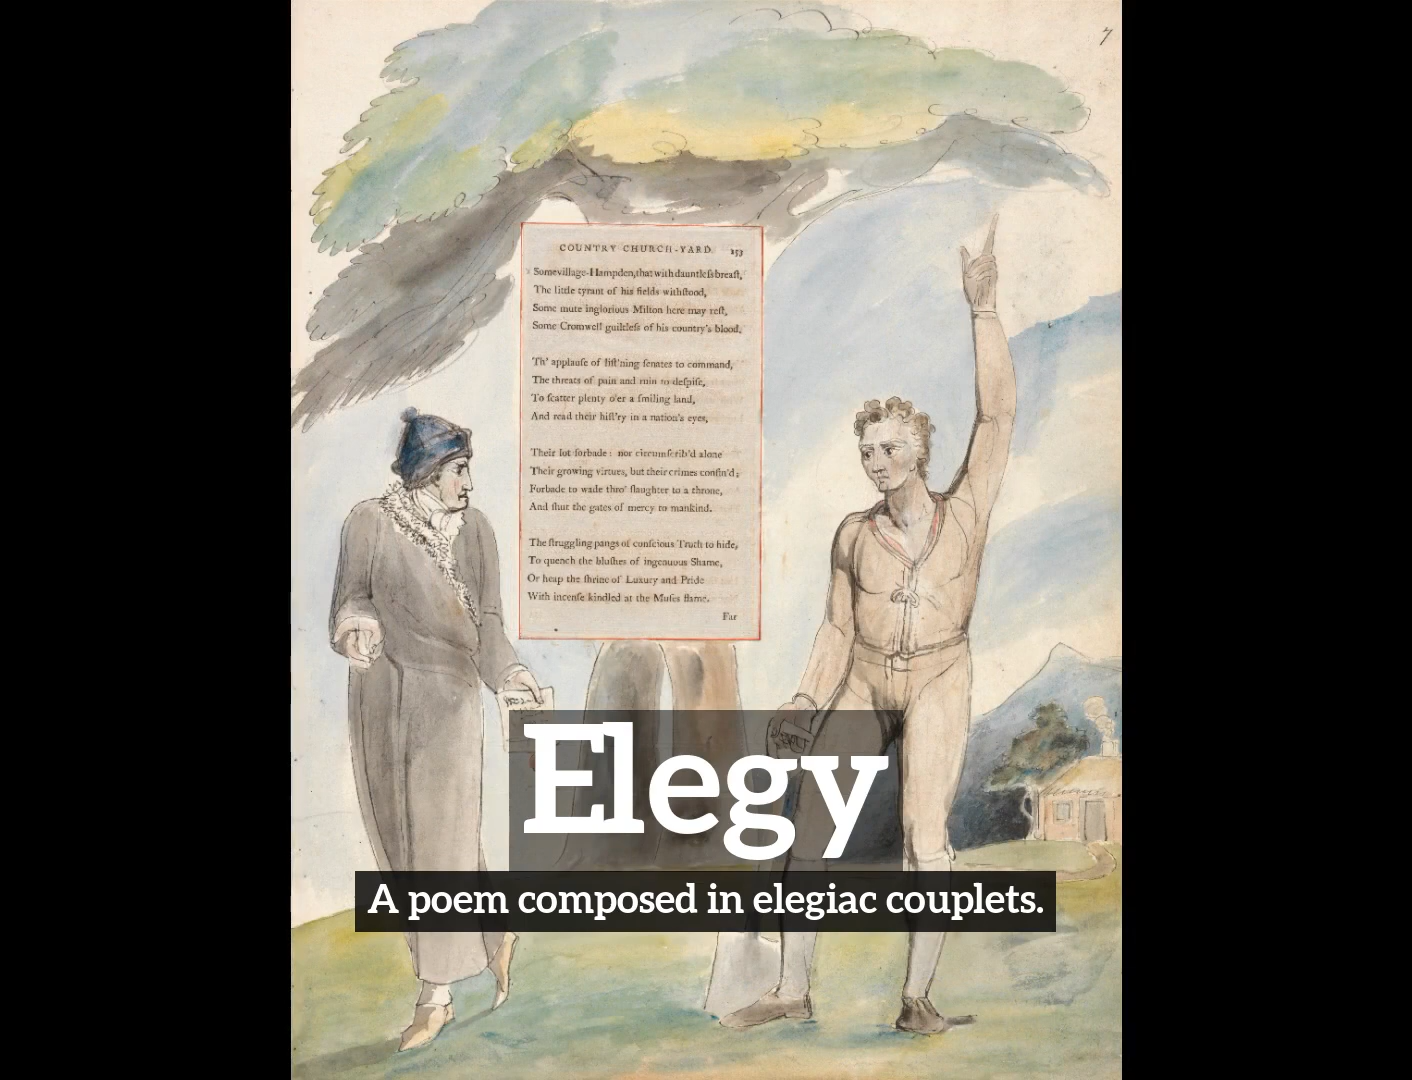 7
COUNTRY CHURCH-YARD. 153
Some village-Hampden, that with dauntleſs breaſt,
The little tyrant of his fields withſtood,
Some mute inglorious Milton here may reſt,
Some Cromwell guiltleſs of his country's blood.
Th' applauſe of liſt'ning ſenates to command,
The threats of pain and ruin to deſpiſe,
To ſcatter plenty o'er a ſmiling land,
And read their hiſt'ry in a nation's eyes,
Their lot forbade: nor circumſcrib'd alone
Their growing virtues, but their crimes confin'd;
Forbade to wade thro' ſlaughter to a throne,
And ſhut the gates of mercy to mankind.
The ſtruggling pangs of conſcious Truth to hide,
To quench the bluſhes of ingenuous Shame,
Or heap the ſhrine of Luxury and Pride
With incenſe kindled at the Muſes flame.
Far
Elegy
A poem composed in elegiac couplets.